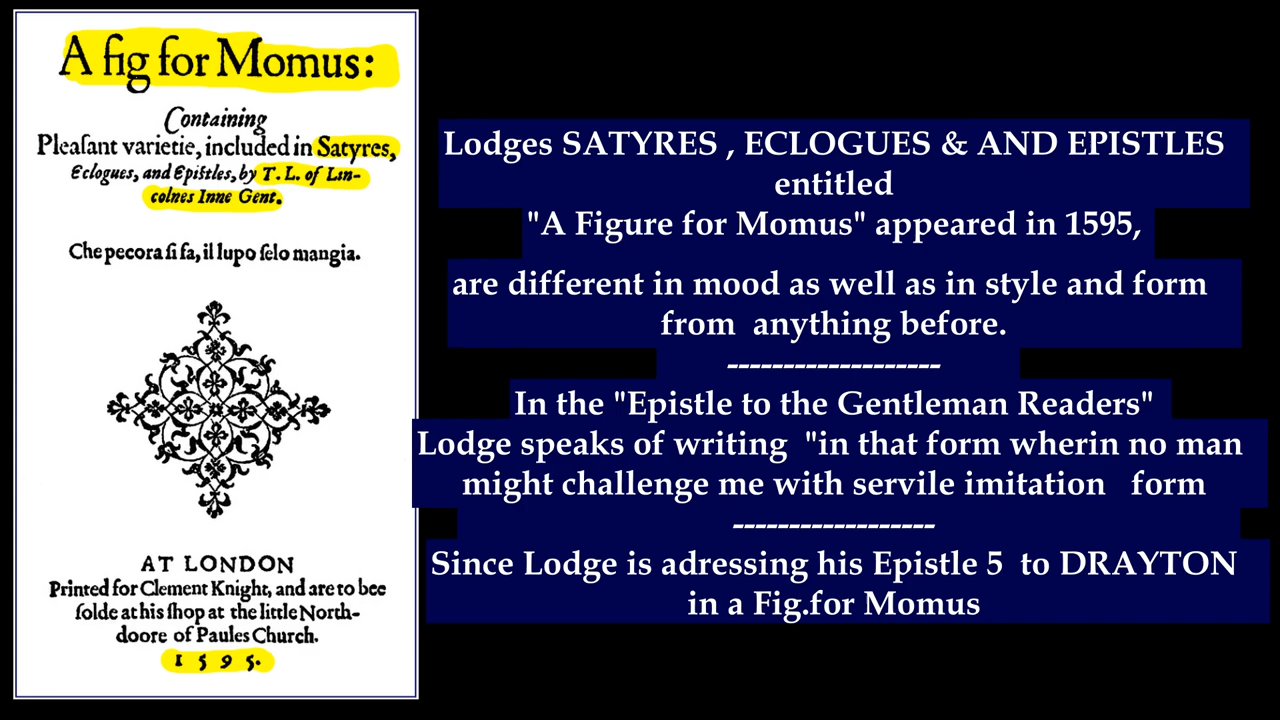 A fig for Momus:
Containing
Pleaſant varietie, included in Satyres,
Eclogues, and Epiſtles, by T. L. of Lin-
colnes Inne Gent.
Che pecora ſi fa, il lupo ſelo mangia.
AT LONDON
Printed for Clement Knight, and are to bee
ſolde at his ſhop at the little North-
doore of Paules Church.
1595.
Lodges SATYRES , ECLOGUES & AND EPISTLES
entitled
"A Figure for Momus" appeared in 1595,
are different in mood as well as in style and form
from anything before.
-------------------
In the "Epistle to the Gentleman Readers"
Lodge speaks of writing "in that form wherin no man
might challenge me with servile imitation form
------------------
Since Lodge is adressing his Epistle 5 to DRAYTON
in a Fig.for Momus